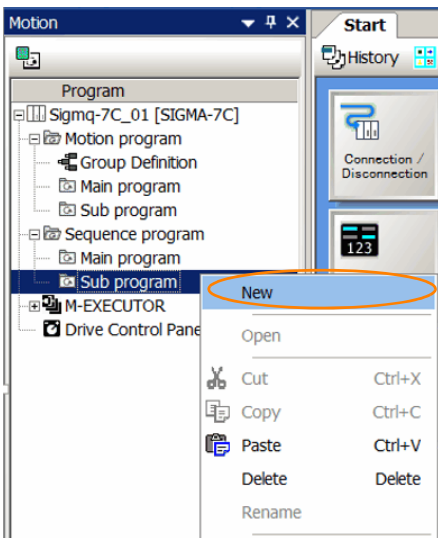 Motion
Start
History
Program
Sigmq-7C_01 [SIGMA-7C]
Motion program
Group Definition
Main program
Sub program
Sequence program
Main program
Sub program
M-EXECUTOR
Drive Control Pane
Connection /
Disconnection
123
New
Open
Cut Ctrl+X
Copy Ctrl+C
Paste Ctrl+V
Delete Delete
Rename